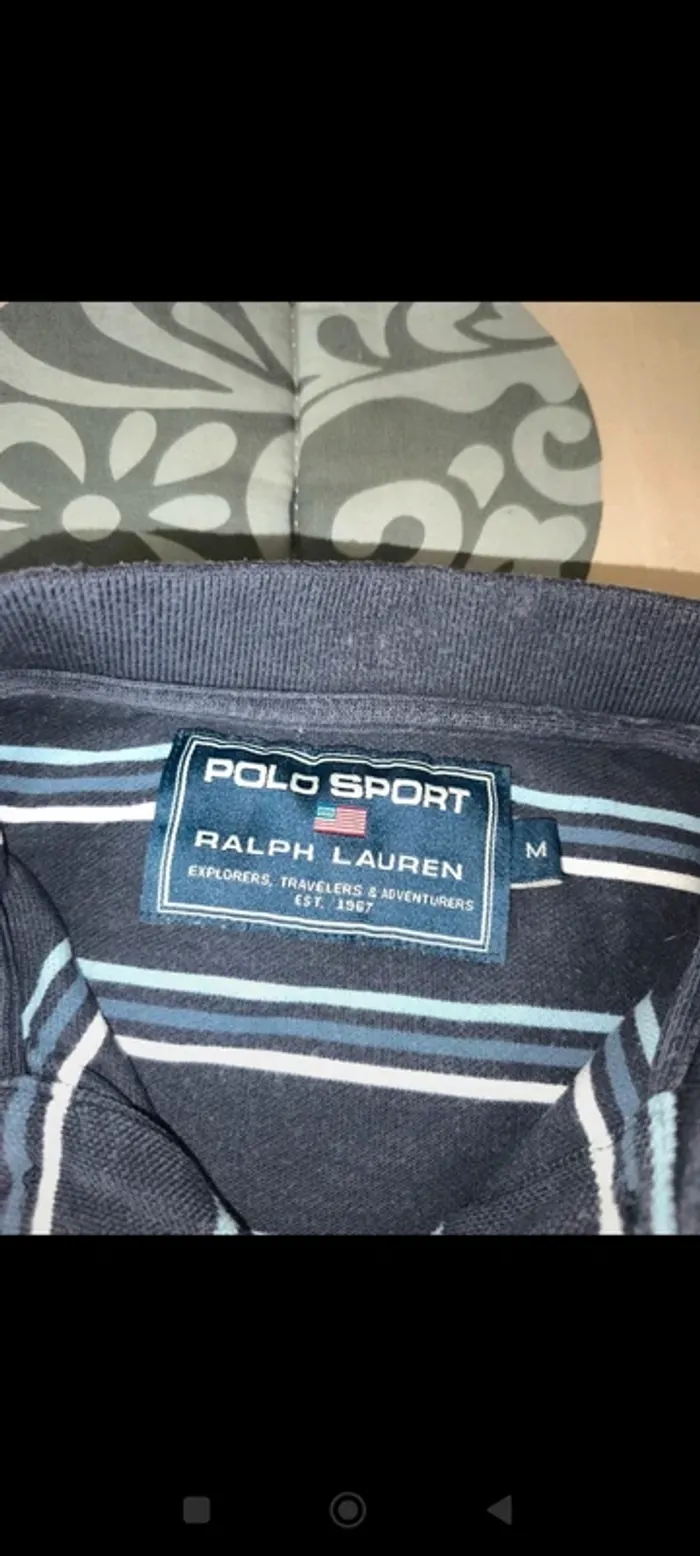 POLO SPORT
RALPH LAUREN
EXPLORERS, TRAVELERS & ADVENTURERS
EST. 1967
M